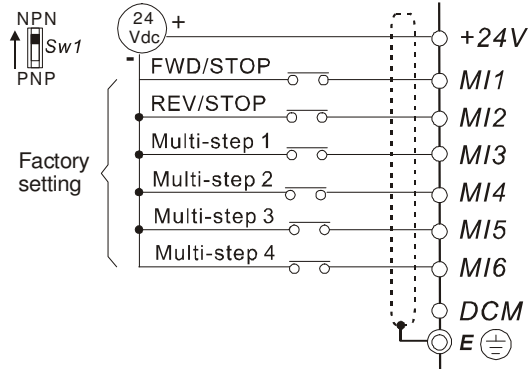 NPN
Sw1
PNP
24
Vdc
+
-
+24V
FWD/STOP
MI1
REV/STOP
MI2
Multi-step 1
MI3
Factory
setting
Multi-step 2
MI4
Multi-step 3
MI5
Multi-step 4
MI6
DCM
E